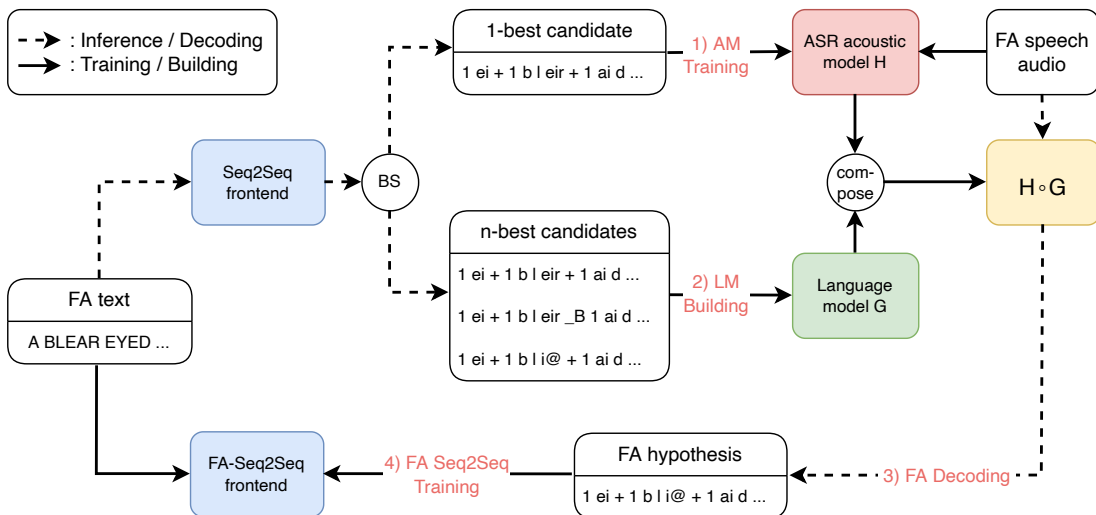 : Inference / Decoding
: Training / Building
1-best candidate
1 ei + 1 b l eir + 1 ai d ...
1) AM
Training
ASR acoustic
model H
FA speech
audio
Seq2Seq
frontend
BS
com-
pose
H∘G
n-best candidates
1 ei + 1 b l eir + 1 ai d ...
1 ei + 1 b l eir _B 1 ai d ...
1 ei + 1 b l i@ + 1 ai d ...
2) LM
Building
Language
model G
FA text
A BLEAR EYED ...
FA-Seq2Seq
frontend
4) FA Seq2Seq
Training
FA hypothesis
1 ei + 1 b l i@ + 1 ai d ...
3) FA Decoding